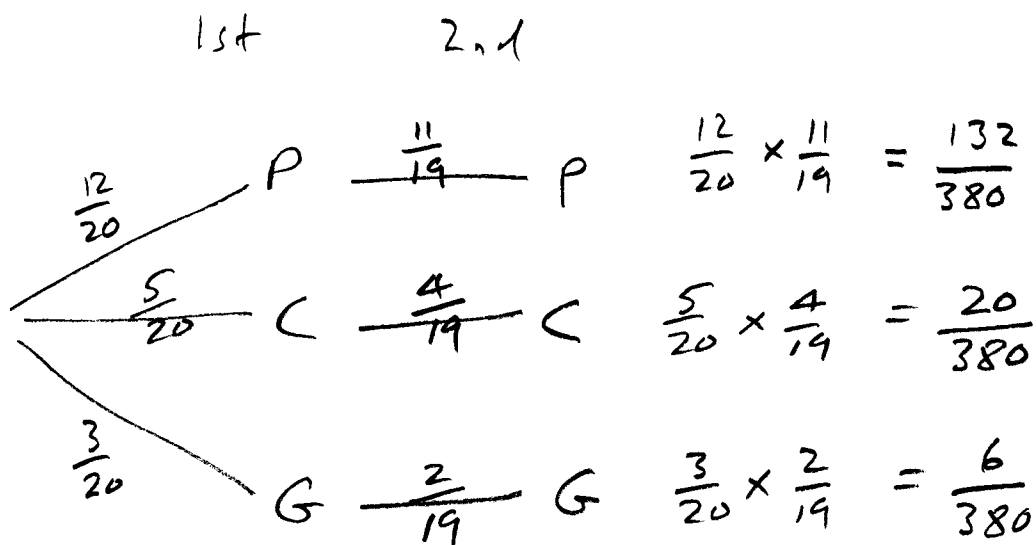 1st 2nd
12/20 P 11/19 P 12/20 × 11/19 = 132/380
5/20 C 4/19 C 5/20 × 4/19 = 20/380
3/20 G 2/19 G 3/20 × 2/19 = 6/380